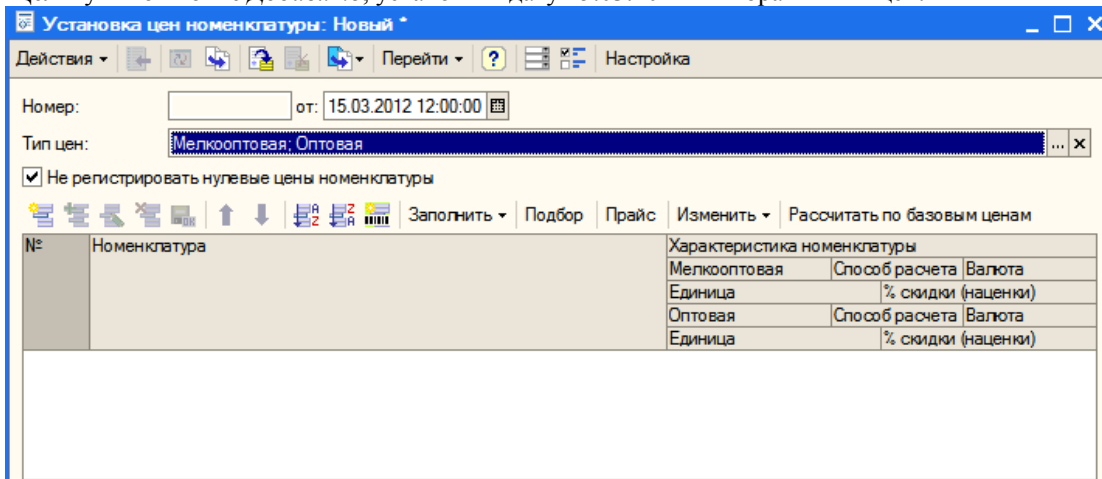 Установка цен номенклатуры: Новый *
Действия Перейти ? Настройка
Номер: от: 15.03.2012 12:00:00
Тип цен: Мелкооптовая; Оптовая ... x
Не регистрировать нулевые цены номенклатуры
Заполнить Подбор Прайс Изменить Рассчитать по базовым ценам
№ Номенклатура Характеристика номенклатуры
Мелкооптовая Способ расчета Валюта
Единица % скидки (наценки)
Оптовая Способ расчета Валюта
Единица % скидки (наценки)